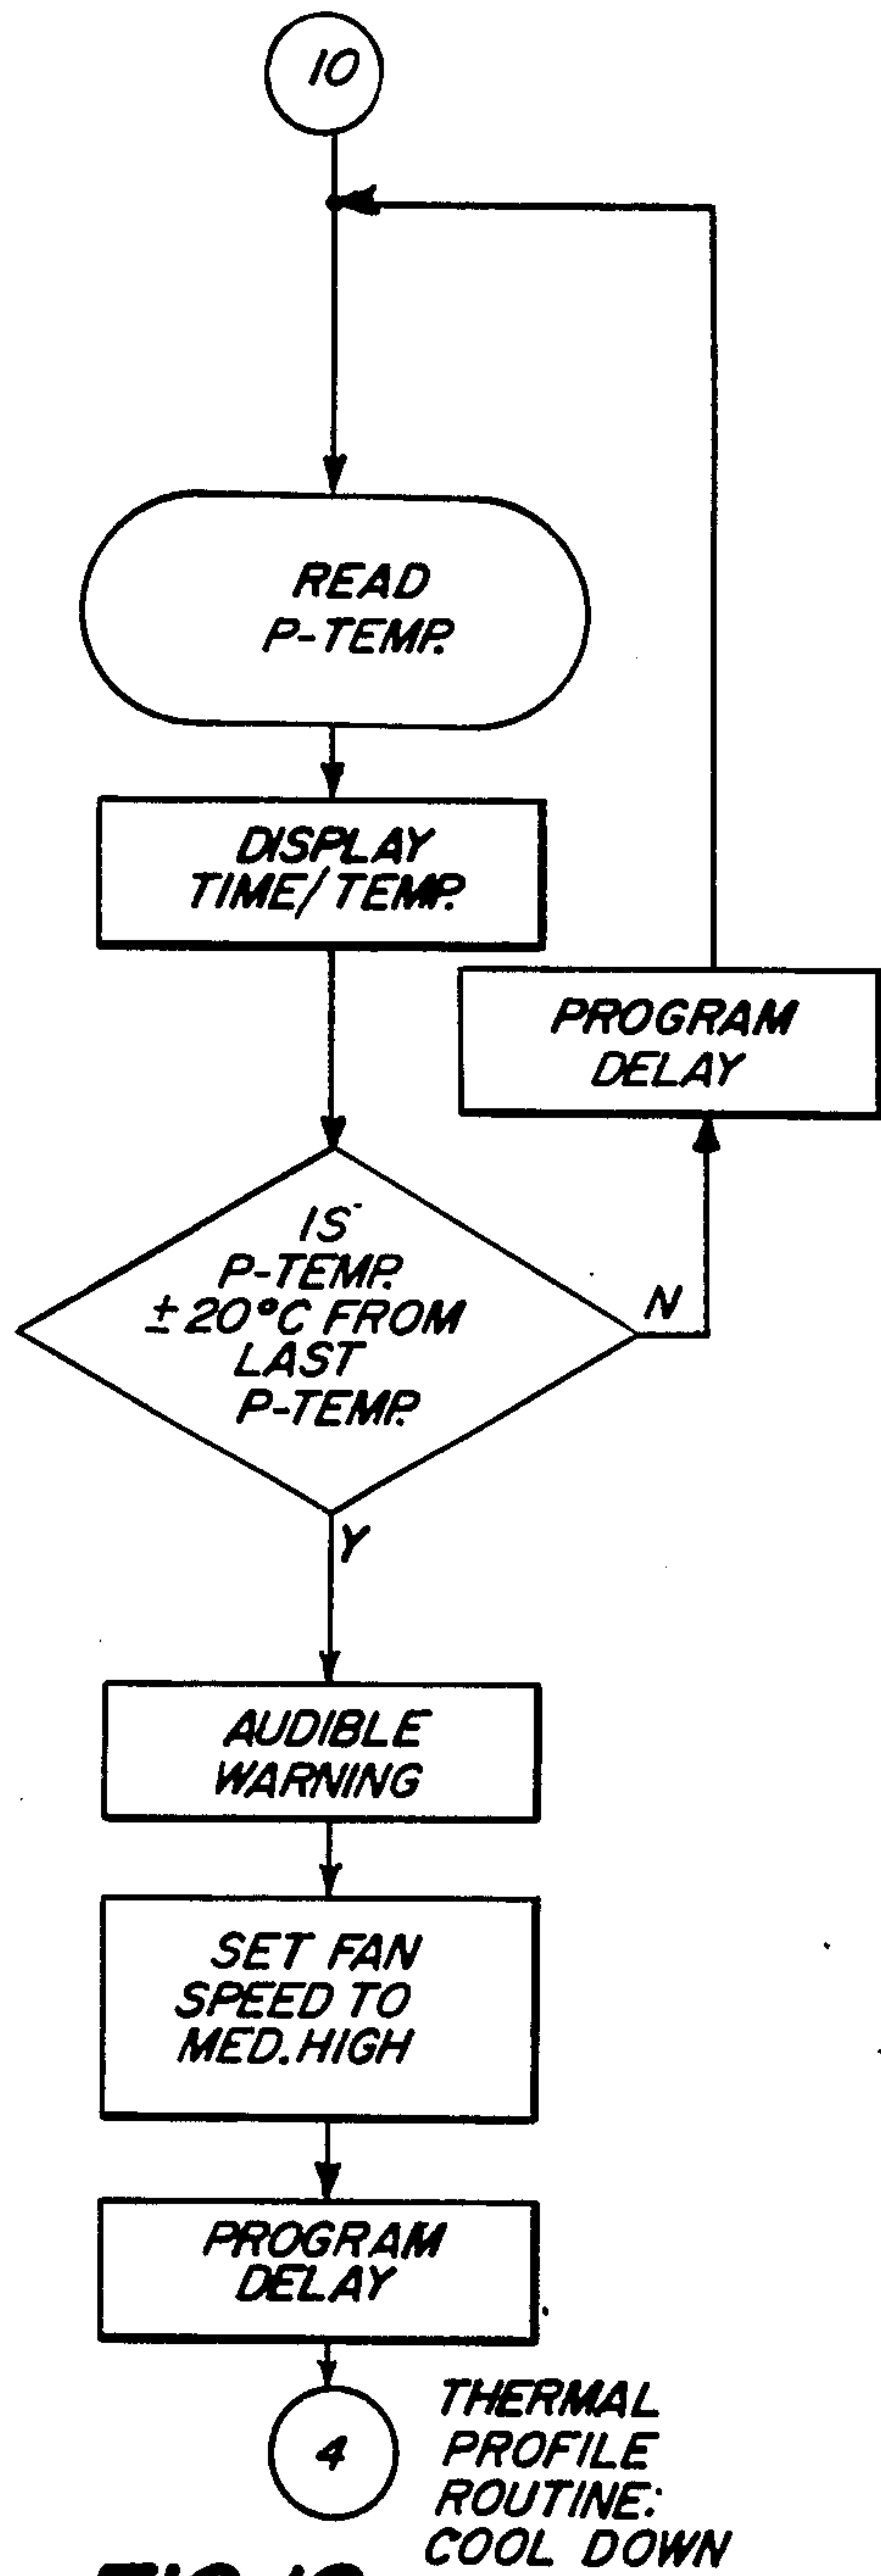 10
READ
P-TEMP.
DISPLAY
TIME/TEMP.
PROGRAM
DELAY
IS
P-TEMP.
±20°C FROM
LAST
P-TEMP.
N
Y
AUDIBLE
WARNING
SET FAN
SPEED TO
MED.HIGH
PROGRAM
DELAY
4
THERMAL
PROFILE
ROUTINE:
COOL DOWN